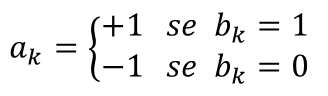 a_k = { +1 se b_k = 1
−1 se b_k = 0